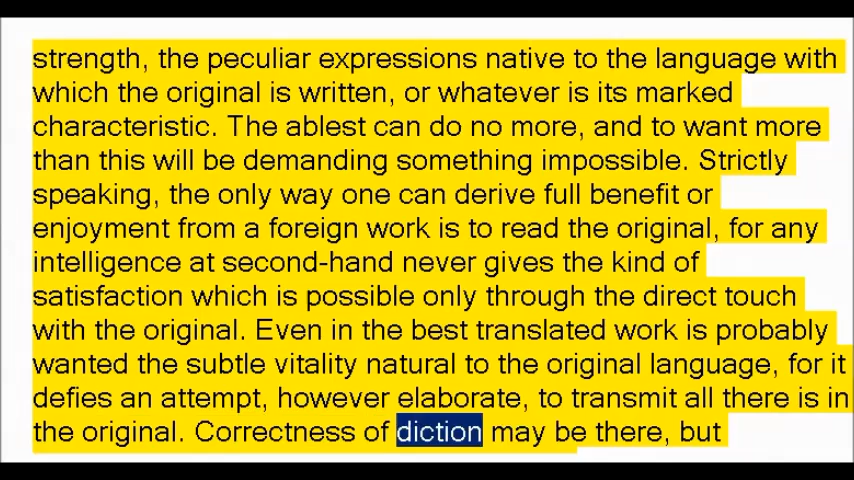 strength, the peculiar expressions native to the language with
which the original is written, or whatever is its marked
characteristic. The ablest can do no more, and to want more
than this will be demanding something impossible. Strictly
speaking, the only way one can derive full benefit or
enjoyment from a foreign work is to read the original, for any
intelligence at second-hand never gives the kind of
satisfaction which is possible only through the direct touch
with the original. Even in the best translated work is probably
wanted the subtle vitality natural to the original language, for it
defies an attempt, however elaborate, to transmit all there is in
the original. Correctness of diction may be there, but